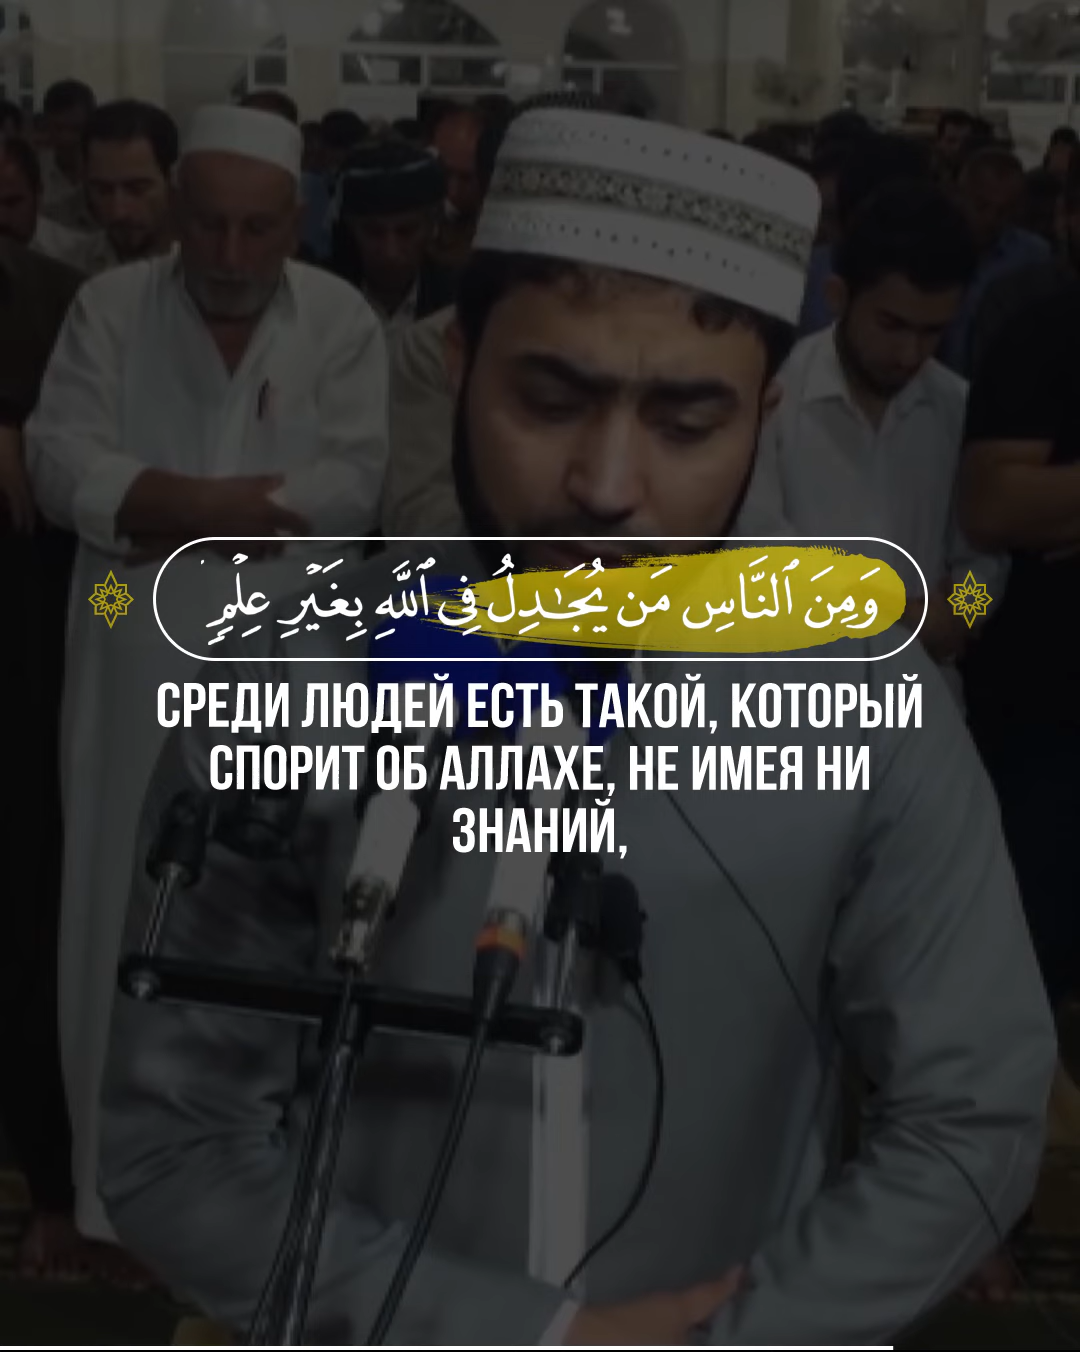 وَمِنَ ٱلنَّاسِ مَن يُجَـٰدِلُ فِى ٱللَّهِ بِغَيْرِ عِلْمٍ
СРЕДИ ЛЮДЕЙ ЕСТЬ ТАКОЙ, КОТОРЫЙ
СПОРИТ ОБ АЛЛАХЕ, НЕ ИМЕЯ НИ
ЗНАНИЙ,